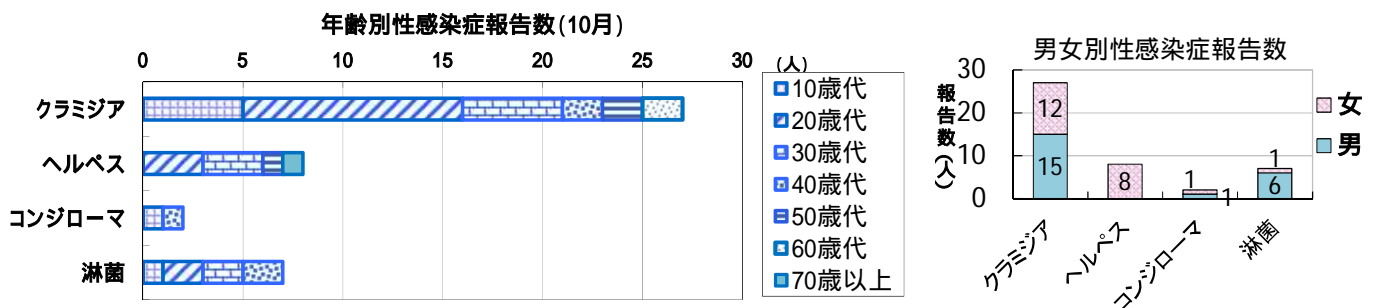 年齢別性感染症報告数(10月)
0 5 10 15 20 25 30
(人)
クラミジア
ヘルペス
コンジローマ
淋菌
10歳代
20歳代
30歳代
40歳代
50歳代
60歳代
70歳以上
男女別性感染症報告数
報告数(人)
30
20
10
0
12
15
8
1
1
1
6
女
男
クラミジア
ヘルペス
コンジローマ
淋菌